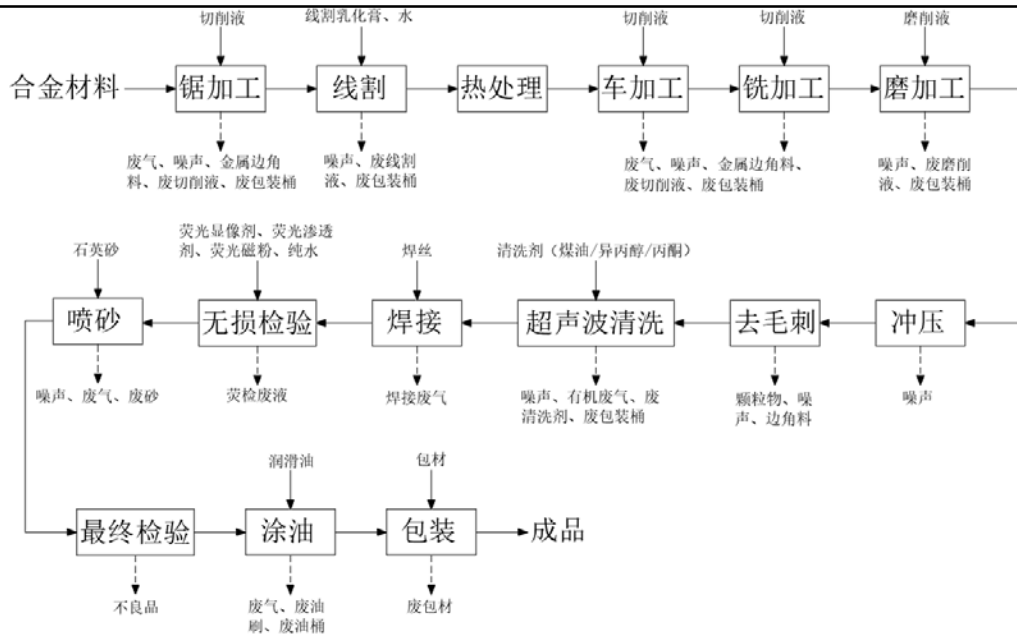 切削液
线割乳化膏、水
切削液
切削液
磨削液
合金材料
锯加工
线割
热处理
车加工
铣加工
磨加工
废气、噪声、金属边角
料、废切削液、废包装桶
噪声、废线割
液、废包装桶
废气、噪声、金属边角料、
废切削液、废包装桶
噪声、废磨削
液、废包装桶
石英砂
荧光显像剂、荧光渗透
剂、荧光磁粉、纯水
焊丝
清洗剂（煤油/异丙醇/丙酮）
喷砂
无损检验
焊接
超声波清洗
去毛刺
冲压
噪声、废气、废砂
荧检废液
焊接废气
噪声、有机废气、废
清洗剂、废包装桶
颗粒物、噪
声、边角料
噪声
润滑油
包材
最终检验
涂油
包装
成品
不良品
废气、废油
刷、废油桶
废包材